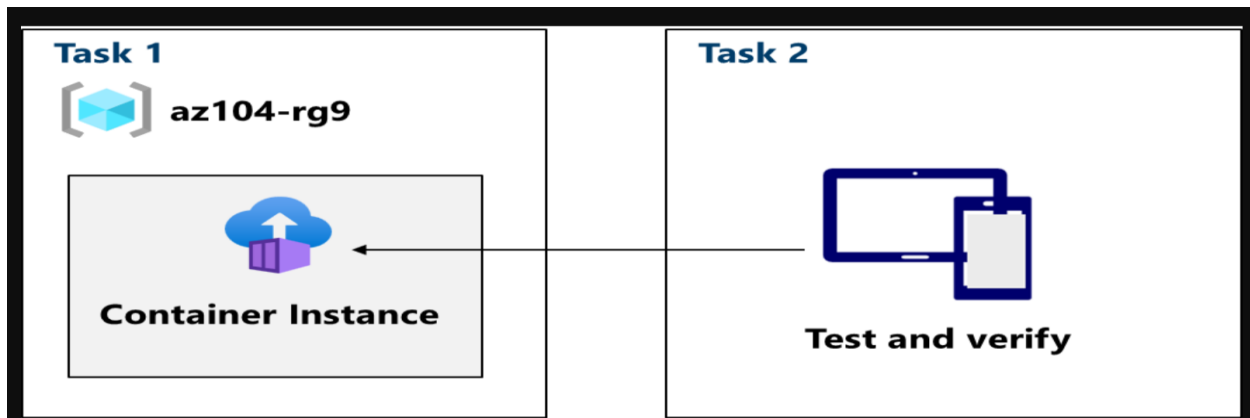 Task 1
az104-rg9
Container Instance
Task 2
Test and verify